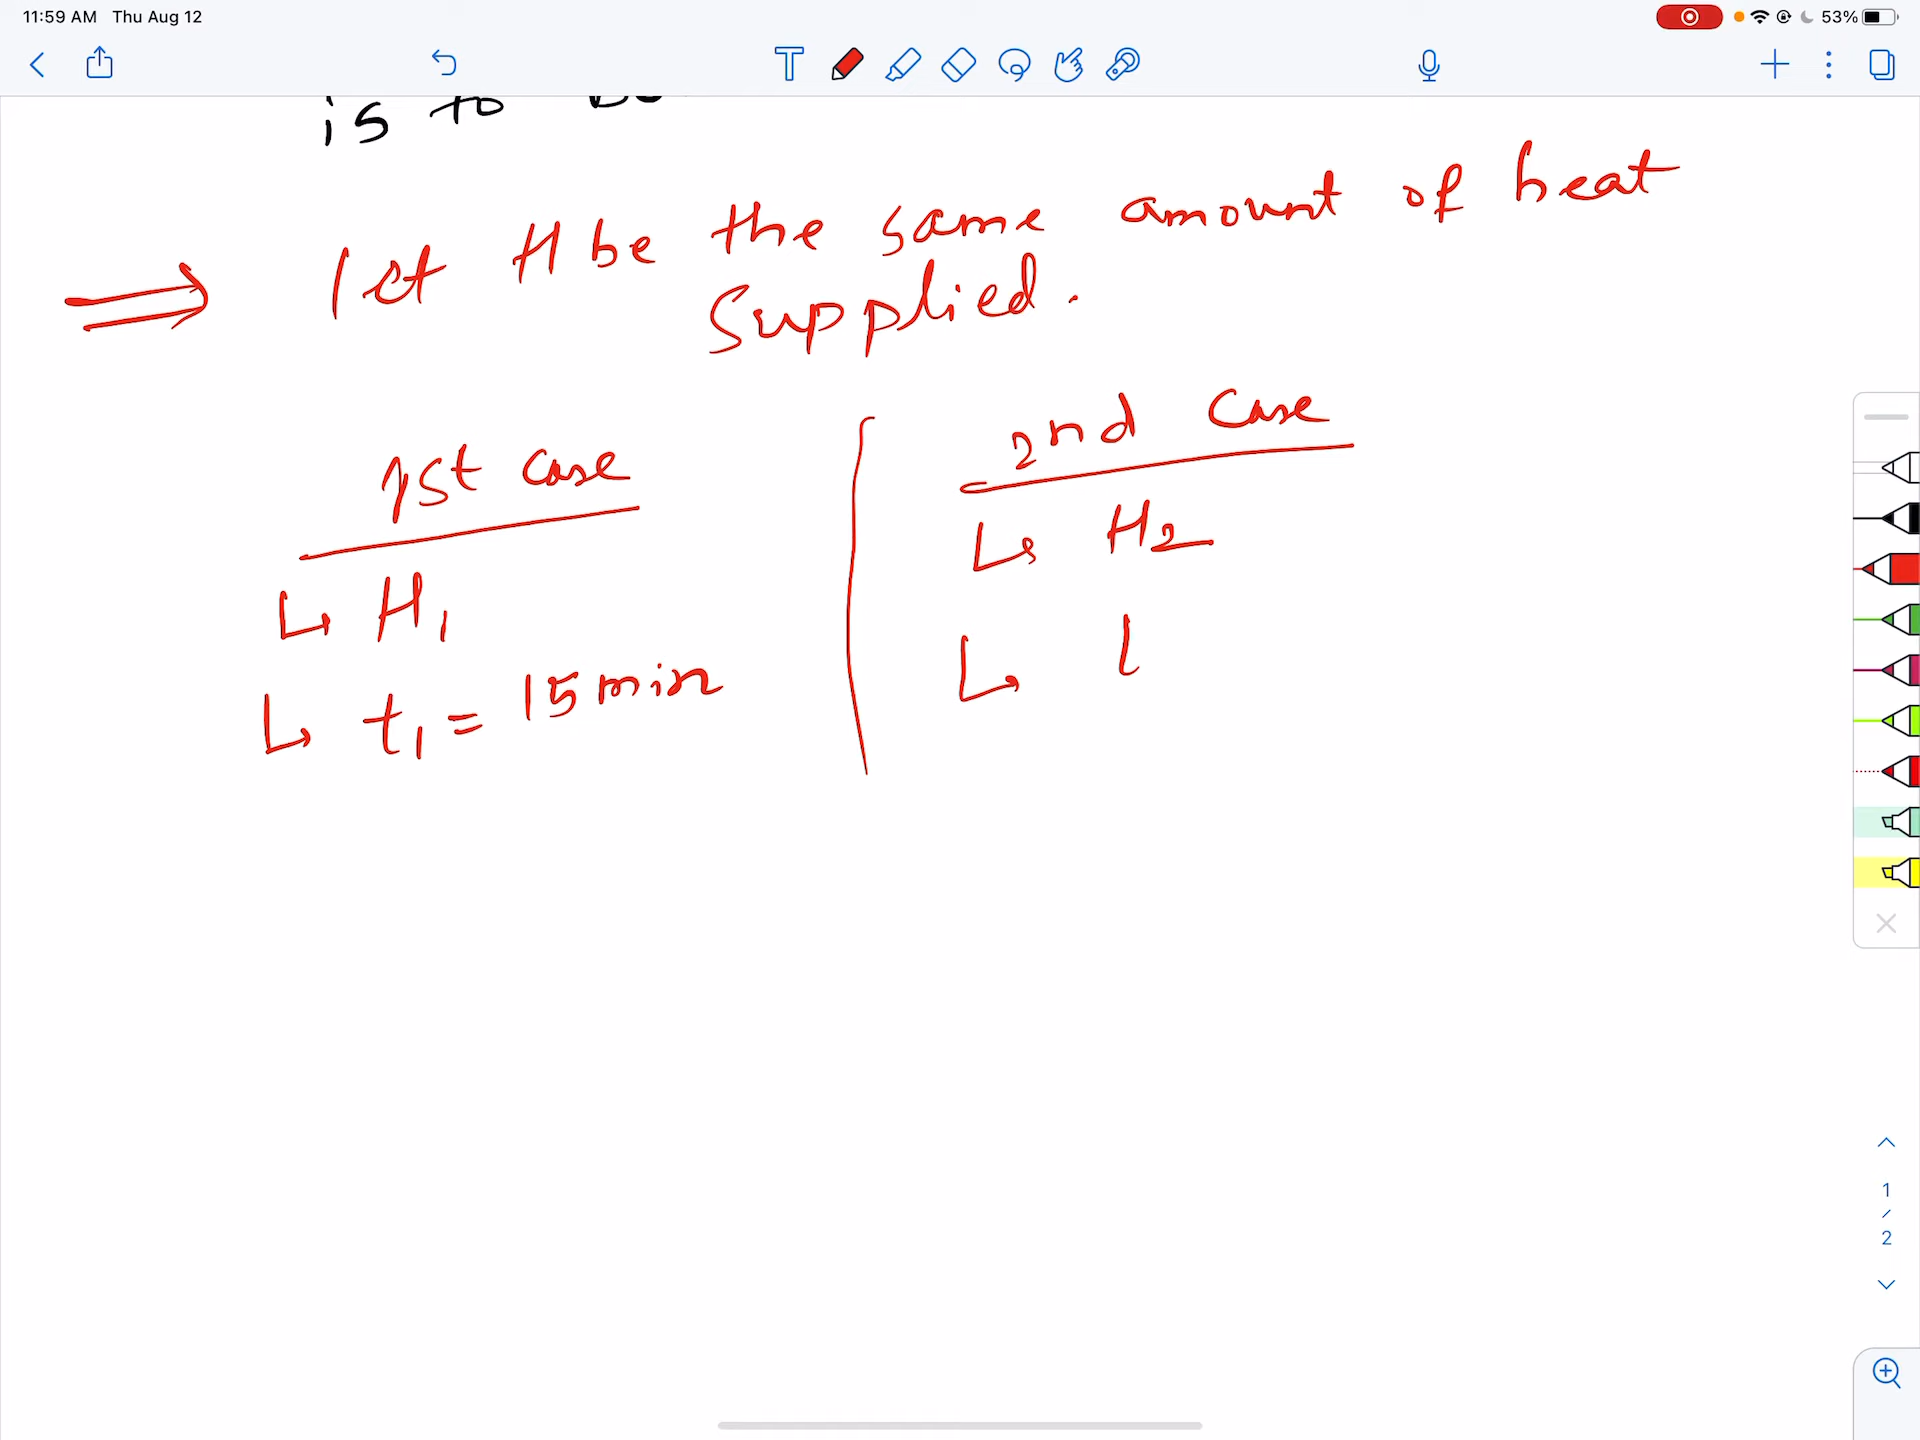 11:59 AM Thu Aug 12
53%
is to
let H be the same amount of heat
supplied.
1st case
↳ H1
↳ t1 = 15 min
2nd case
↳ H2
↳
1
/
2